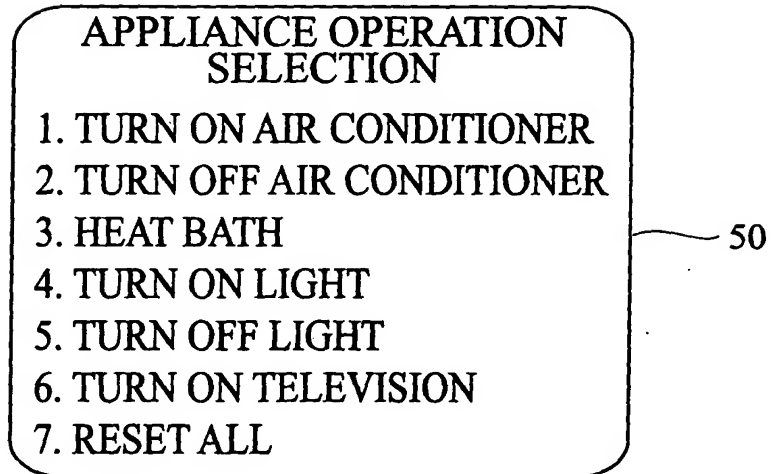 APPLIANCE OPERATION
SELECTION
1. TURN ON AIR CONDITIONER
2. TURN OFF AIR CONDITIONER
3. HEAT BATH
50
4. TURN ON LIGHT
5. TURN OFF LIGHT
6. TURN ON TELEVISION
7. RESET ALL